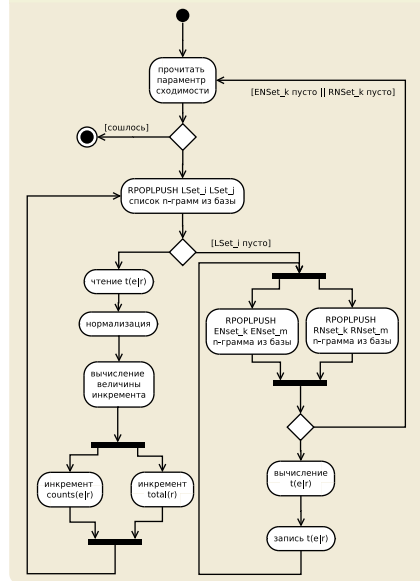 прочитать
параметр
сходимости
[ENSet_k пусто || RNSet_k пусто]
[сошлось]
RPOPLPUSH LSet_i LSet_j
список n-грамм из базы
[LSet_i пусто]
чтение t(e|r)
нормализация
вычисление
величины
инкремента
инкремент
counts(e|r)
инкремент
total(r)
RPOPLPUSH
ENset_k ENset_m
n-грамма из базы
RPOPLPUSH
RNset_k RNset_m
n-грамма из базы
вычисление
t(e|r)
запись t(e|r)